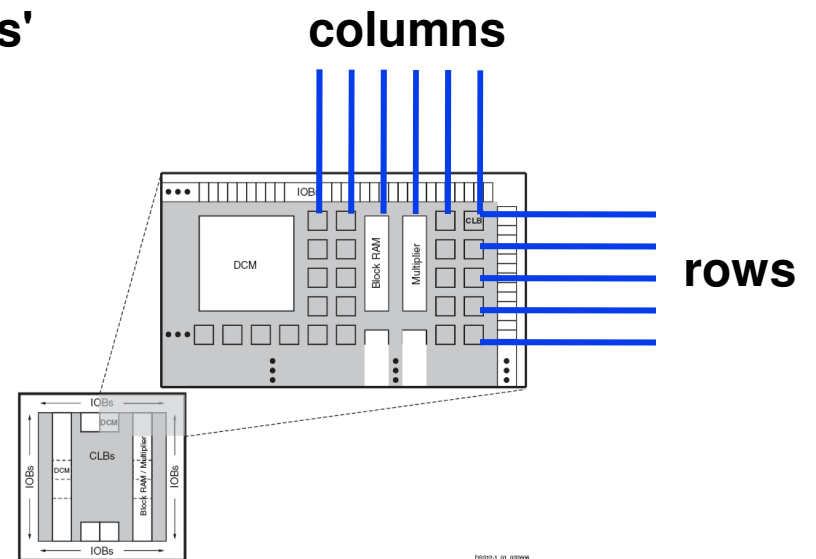 s'
columns
IOBs
CLB
DCM
Block RAM
Multiplier
rows
IOBs
DCM
CLBs
IOBs
DCM
Block RAM / Multiplier
IOBs
IOBs
DS312-1_01_032606